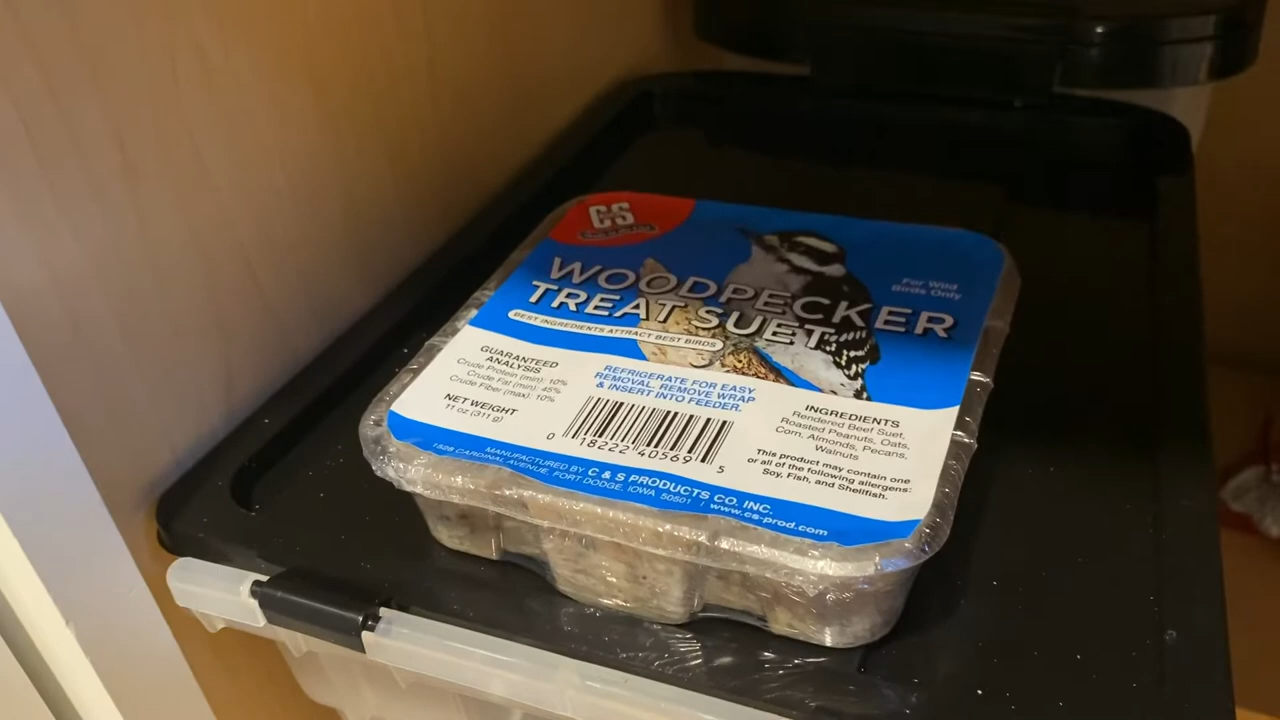 C&S
WOODPECKER
TREAT SUET
For Wild
Birds Only
BEST INGREDIENTS ATTRACT BEST BIRDS
GUARANTEED
ANALYSIS
Crude Protein (min): 10%
Crude Fat (min): 45%
Crude Fiber (max): 10%
NET WEIGHT
11 oz (311 g)
REFRIGERATE FOR EASY
REMOVAL. REMOVE WRAP
& INSERT INTO FEEDER.
0 18222 40569 5
INGREDIENTS
Rendered Beef Suet,
Roasted Peanuts, Oats,
Corn, Almonds, Pecans,
Walnuts
This product may contain one
or all of the following allergens:
Soy, Fish, and Shellfish.
MANUFACTURED BY C & S PRODUCTS CO. INC.
1526 CARDINAL AVENUE, FORT DODGE, IOWA 50501 / www.cs-prod.com